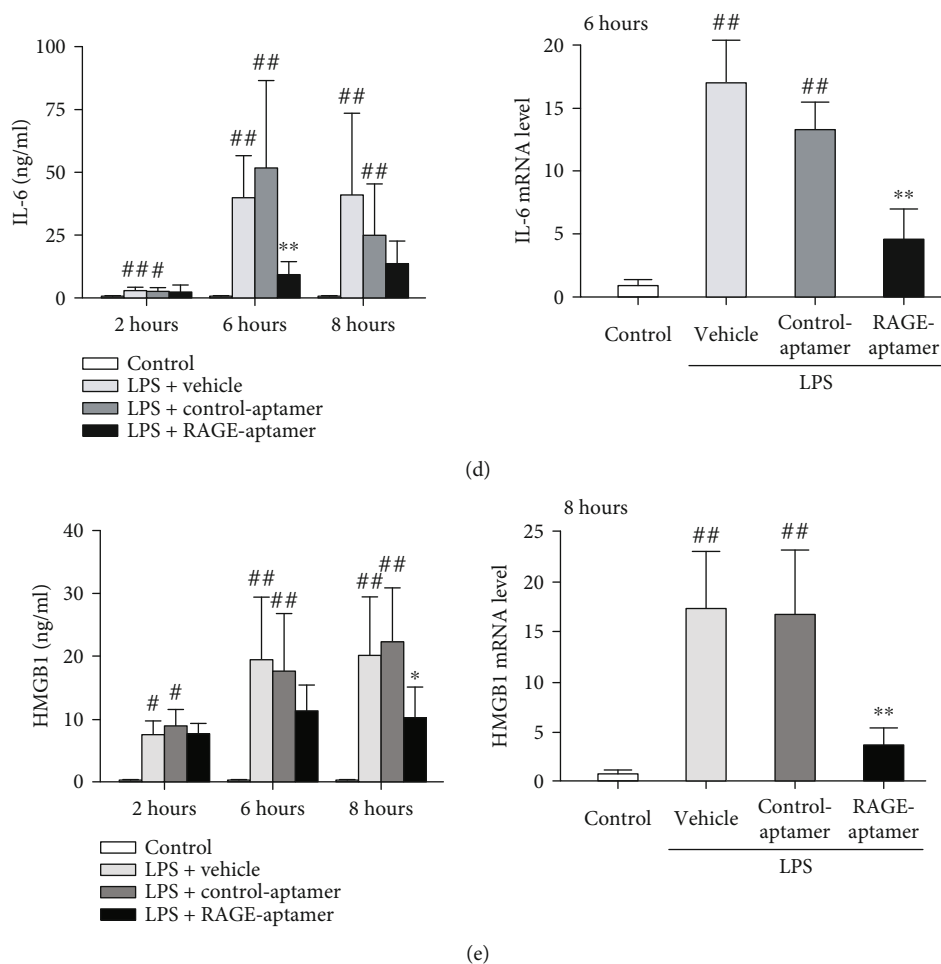 6 hours
100
75
50
25
0
IL-6 (ng/ml)
## #
## ## **
## ##
2 hours 6 hours 8 hours
Control
LPS + vehicle
LPS + control-aptamer
LPS + RAGE-aptamer
20
15
10
5
0
IL-6 mRNA level
## ## **
Control Vehicle Control-aptamer RAGE-aptamer
LPS
(d)
40
30
20
10
0
HMGB1 (ng/ml)
# #
## ##
## ## *
2 hours 6 hours 8 hours
Control
LPS + vehicle
LPS + control-aptamer
LPS + RAGE-aptamer
8 hours
25
20
15
10
5
0
HMGB1 mRNA level
## ## **
Control Vehicle Control-aptamer RAGE-aptamer
LPS
(e)